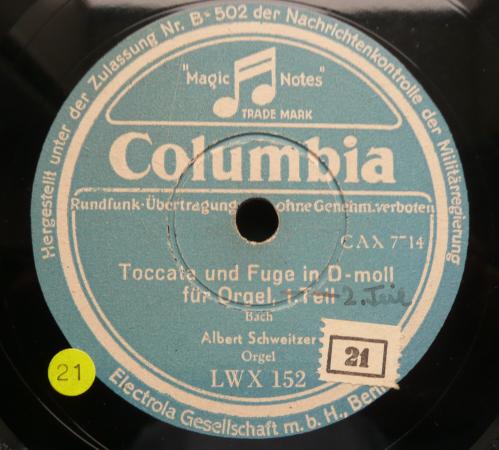 Hergestellt unter der Zulassung Nr. B-502 der Nachrichtenkontrolle der Militärregierung
"Magic Notes"
TRADE MARK
Columbia
Rundfunk-Übertragung ohne Genehm. verboten
CAX 7-14
Toccata und Fuge in D-moll
für Orgel, 1. Teil 2. Teil
Bach
Albert Schweitzer
Orgel
21
LWX 152
21
Electrola Gesellschaft m. b. H.,